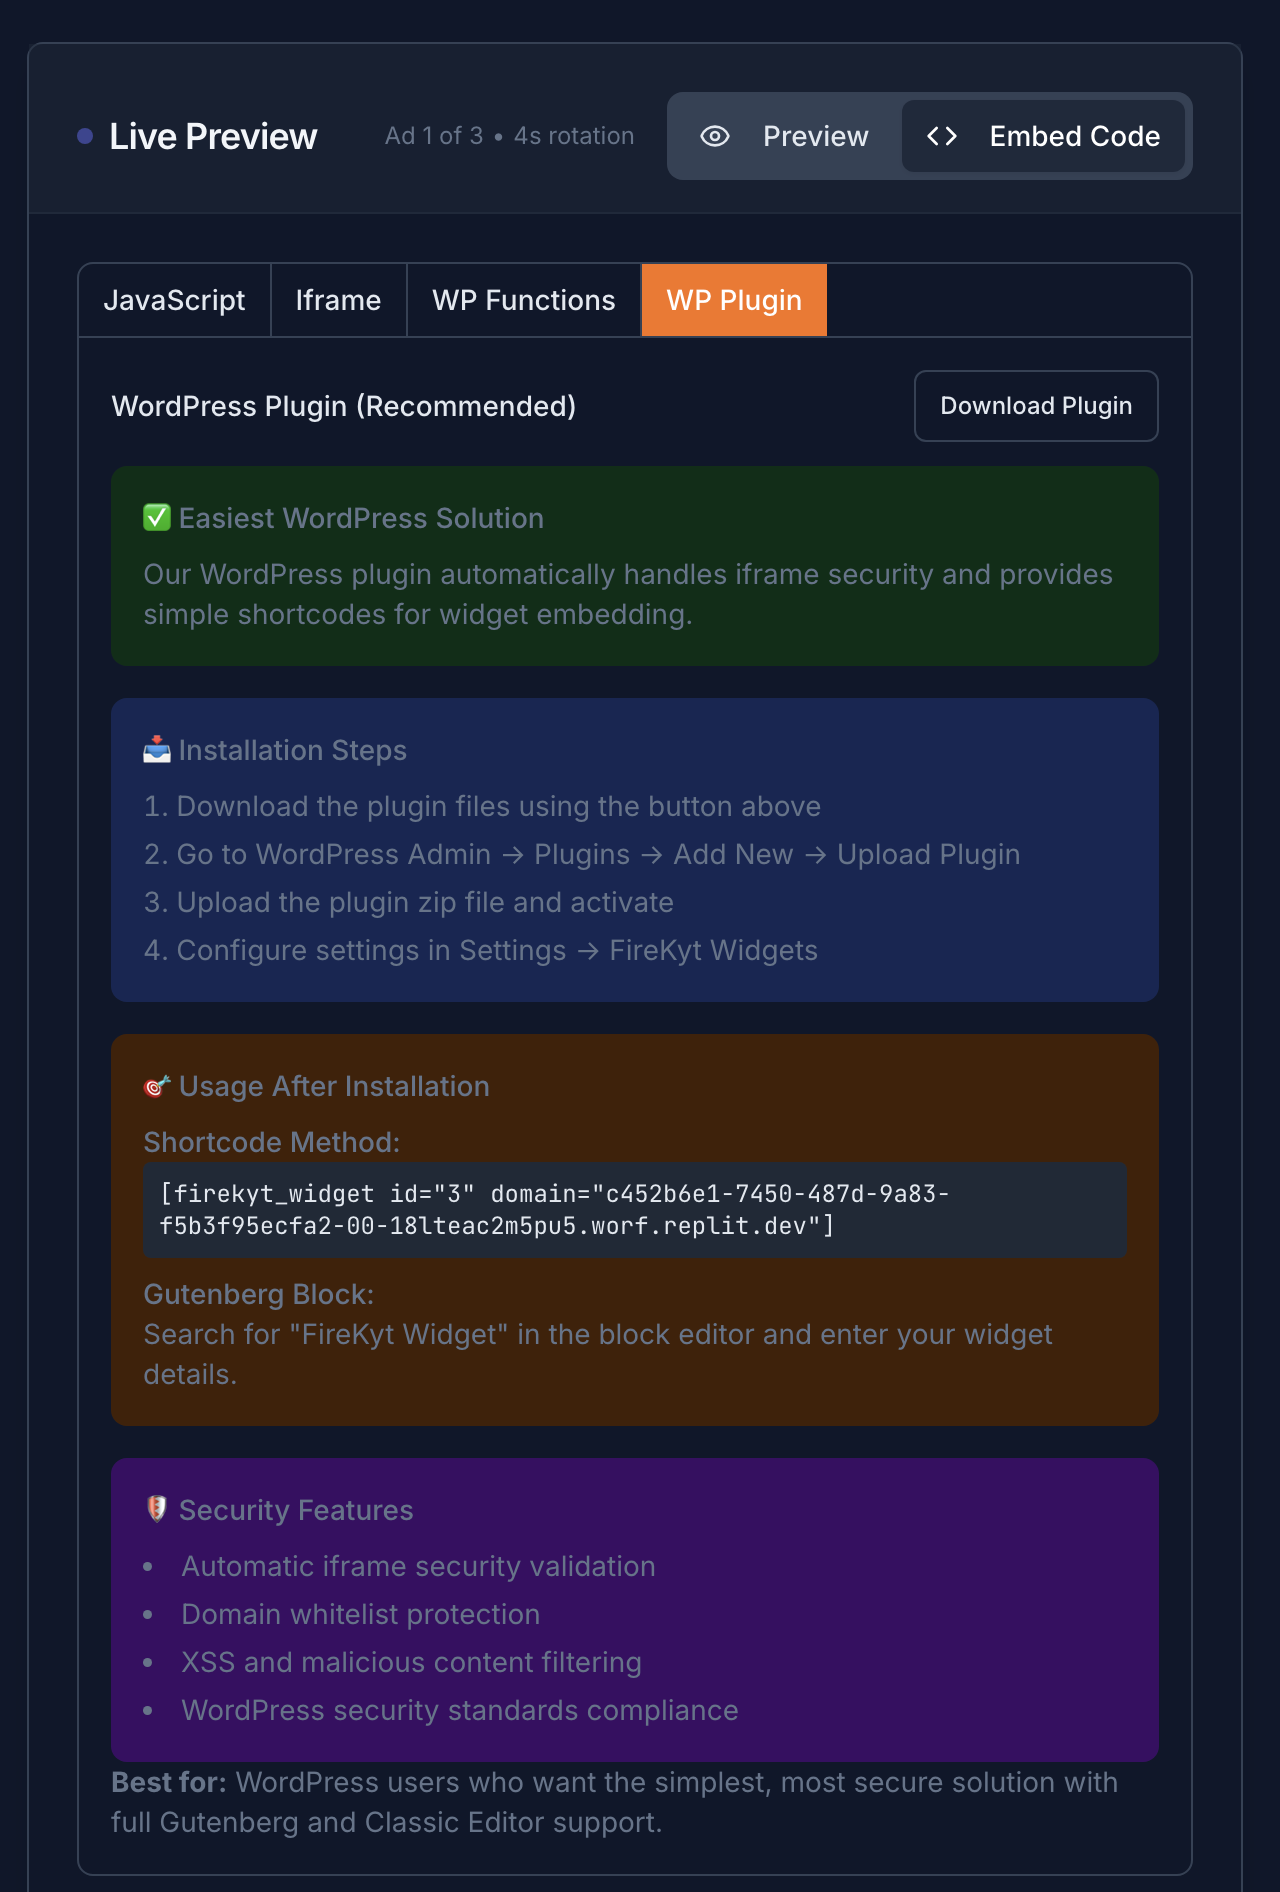 Live Preview
Ad 1 of 3 • 4s rotation
Preview
Embed Code
JavaScript
Iframe
WP Functions
WP Plugin
WordPress Plugin (Recommended)
Download Plugin
✅ Easiest WordPress Solution
Our WordPress plugin automatically handles iframe security and provides
simple shortcodes for widget embedding.
📥 Installation Steps
1. Download the plugin files using the button above
2. Go to WordPress Admin → Plugins → Add New → Upload Plugin
3. Upload the plugin zip file and activate
4. Configure settings in Settings → FireKyt Widgets
🎯 Usage After Installation
Shortcode Method:
[firekyt_widget id="3" domain="c452b6e1-7450-487d-9a83-
f5b3f95ecfa2-00-18lteac2m5pu5.worf.replit.dev"]
Gutenberg Block:
Search for "FireKyt Widget" in the block editor and enter your widget
details.
🛡️ Security Features
• Automatic iframe security validation
• Domain whitelist protection
• XSS and malicious content filtering
• WordPress security standards compliance
Best for: WordPress users who want the simplest, most secure solution with
full Gutenberg and Classic Editor support.